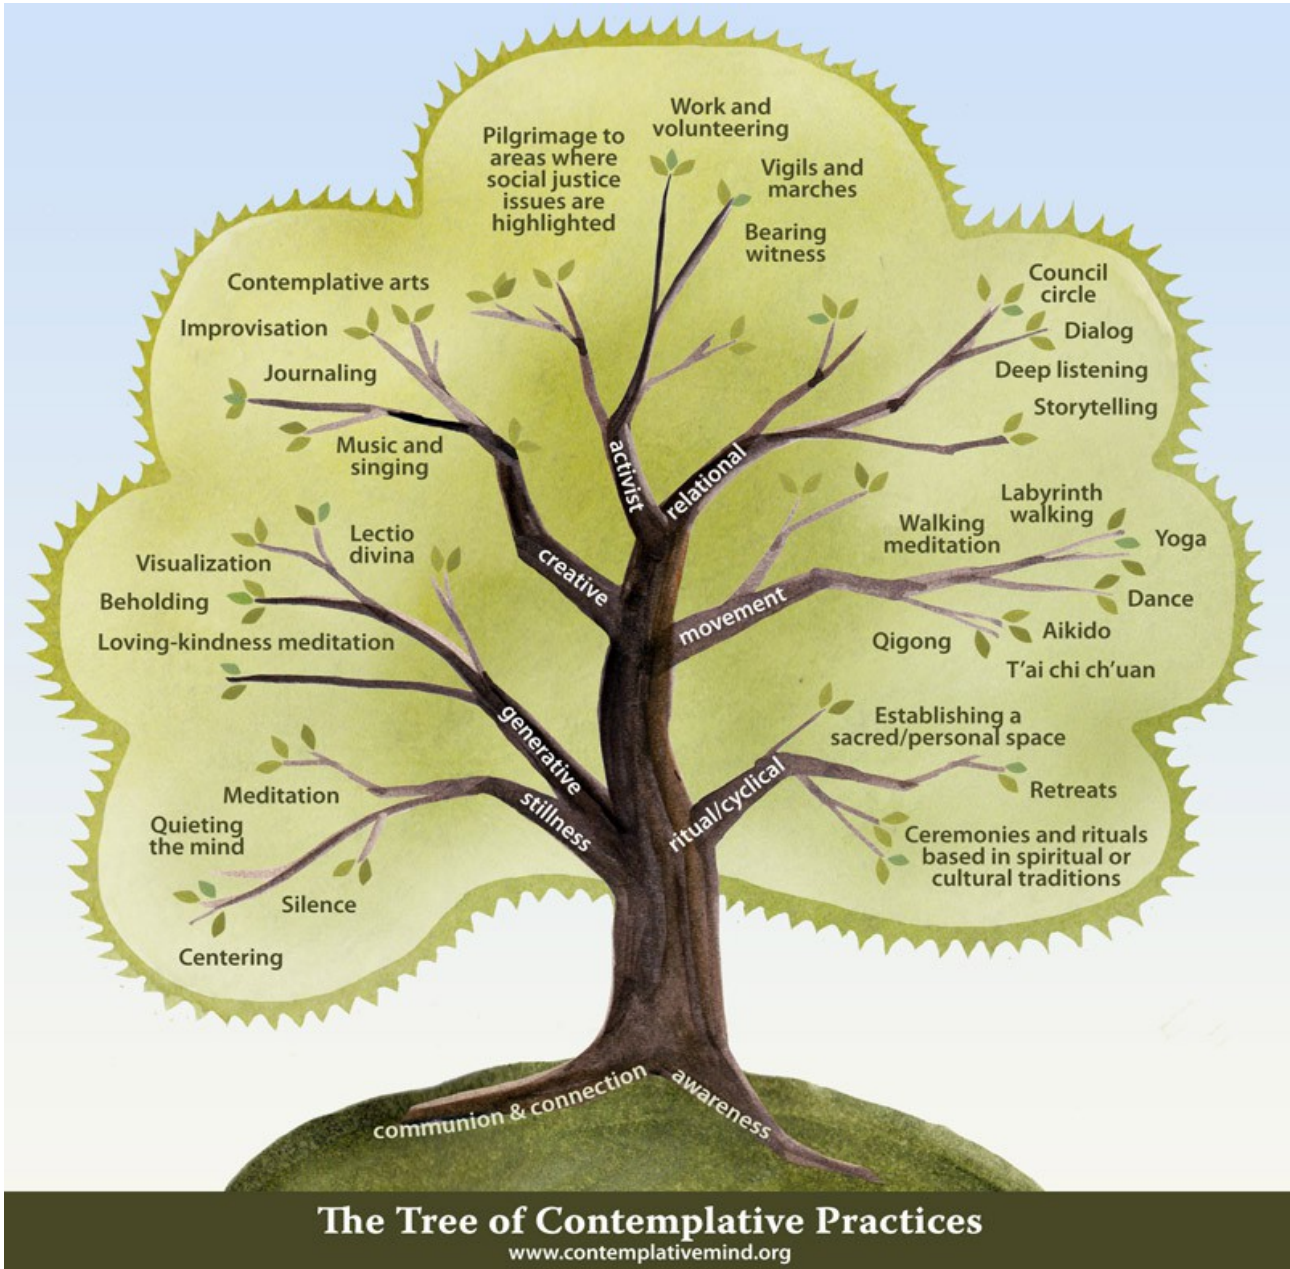 Work and
volunteering
Pilgrimage to
areas where
social justice
issues are
highlighted
Vigils and
marches
Bearing
witness
Contemplative arts
Improvisation
Journaling
Music and
singing
Council
circle
Dialog
Deep listening
Storytelling
activist
relational
Lectio
divina
Visualization
Beholding
Loving-kindness meditation
creative
Labyrinth
walking
Walking
meditation
Yoga
Dance
Aikido
Qigong
T'ai chi ch'uan
movement
generative
Meditation
Quieting
the mind
Silence
Centering
stillness
Establishing a
sacred/personal space
Retreats
Ceremonies and rituals
based in spiritual or
cultural traditions
ritual/cyclical
communion & connection
awareness
The Tree of Contemplative Practices
www.contemplativemind.org